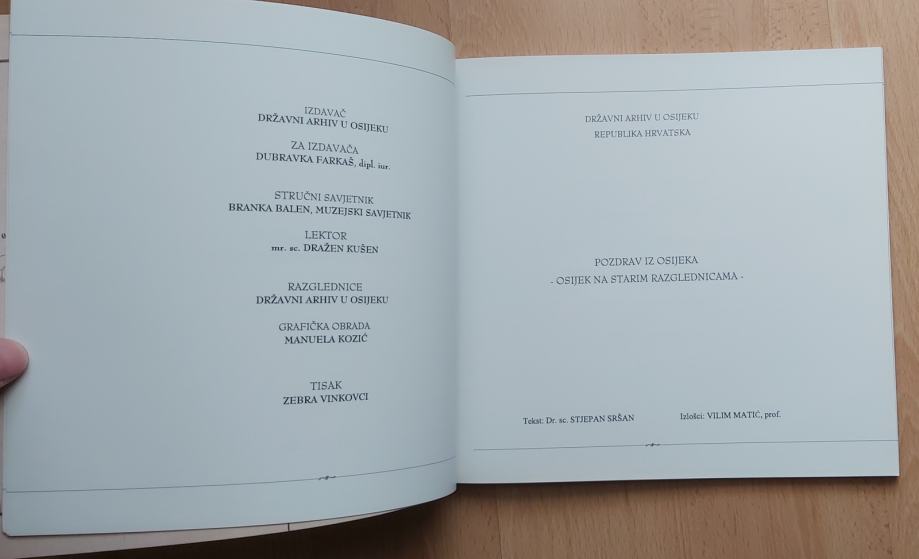 IZDAVAČ
DRŽAVNI ARHIV U OSIJEKU
ZA IZDAVAČA
DUBRAVKA FARKAŠ, dipl. iur.
STRUČNI SAVJETNIK
BRANKA BALEN, MUZEJSKI SAVJETNIK
LEKTOR
mr. sc. DRAŽEN KUŠEN
RAZGLEDNICE
DRŽAVNI ARHIV U OSIJEKU
GRAFIČKA OBRADA
MANUELA KOZIĆ
TISAK
ZEBRA VINKOVCI
DRŽAVNI ARHIV U OSIJEKU
REPUBLIKA HRVATSKA
POZDRAV IZ OSIJEKA
- OSIJEK NA STARIM RAZGLEDNICAMA -
Tekst: Dr. sc. STJEPAN SRŠAN
Izlošci: VILIM MATIĆ, prof.